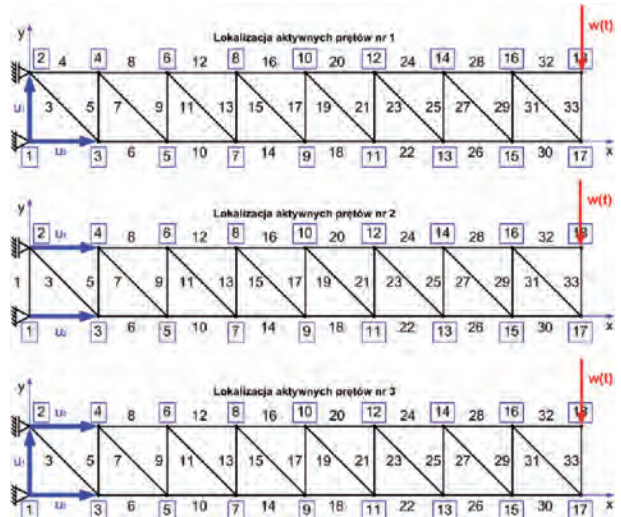 y
Lokalizacja aktywnych prętów nr 1
w(t)
2 4 4 8 6 12 8 16 10 20 12 24 14 28 16 32 18
u₁ 3 5 7 9 11 13 15 17 19 21 23 25 27 29 31 33
1 u₂ 3 6 5 10 7 14 9 18 11 22 13 26 15 30 17 x
y
Lokalizacja aktywnych prętów nr 2
w(t)
2 u₁ 4 8 6 12 8 16 10 20 12 24 14 28 16 32 18
1 3 5 7 9 11 13 15 17 19 21 23 25 27 29 31 33
1 u₂ 3 6 5 10 7 14 9 18 11 22 13 26 15 30 17 x
y
Lokalizacja aktywnych prętów nr 3
w(t)
2 u₃ 4 8 6 12 8 16 10 20 12 24 14 28 16 32 18
u₁ 3 5 7 9 11 13 15 17 19 21 23 25 27 29 31 33
1 u₂ 3 6 5 10 7 14 9 18 11 22 13 26 15 30 17 x